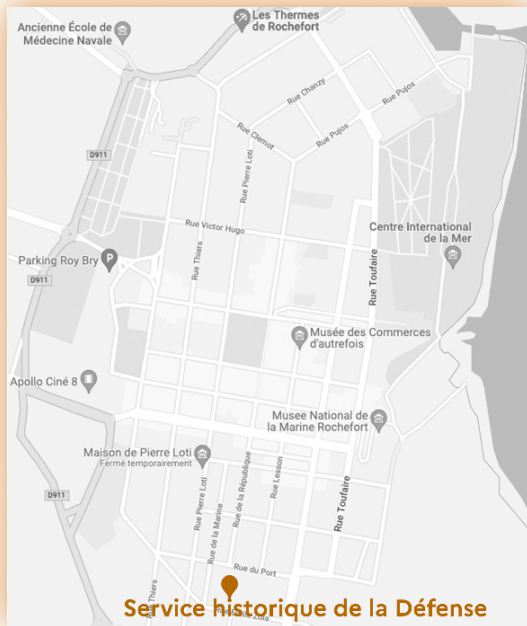 Les Thermes
de Rochefort
Ancienne École de
Médecine Navale
Rue Chanzy
Rue Pujos
Rue Clemot
Rue Pujos
D911
Rue Pierre Loti
Rue Victor Hugo
Centre International
de la Mer
Parking Roy Bry
P
Rue Thiers
Rue Toufaire
D911
Musée des Commerces
d'autrefois
Apollo Ciné 8
Musee National de
la Marine Rochefort
Maison de Pierre Loti
Fermé temporairement
Rue de la République
Rue Lesson
Rue Pierre Loti
Rue de la Marine
D911
Rue Toufaire
Rue du Port
Rue Thiers
Service historique de la Défense
Zola